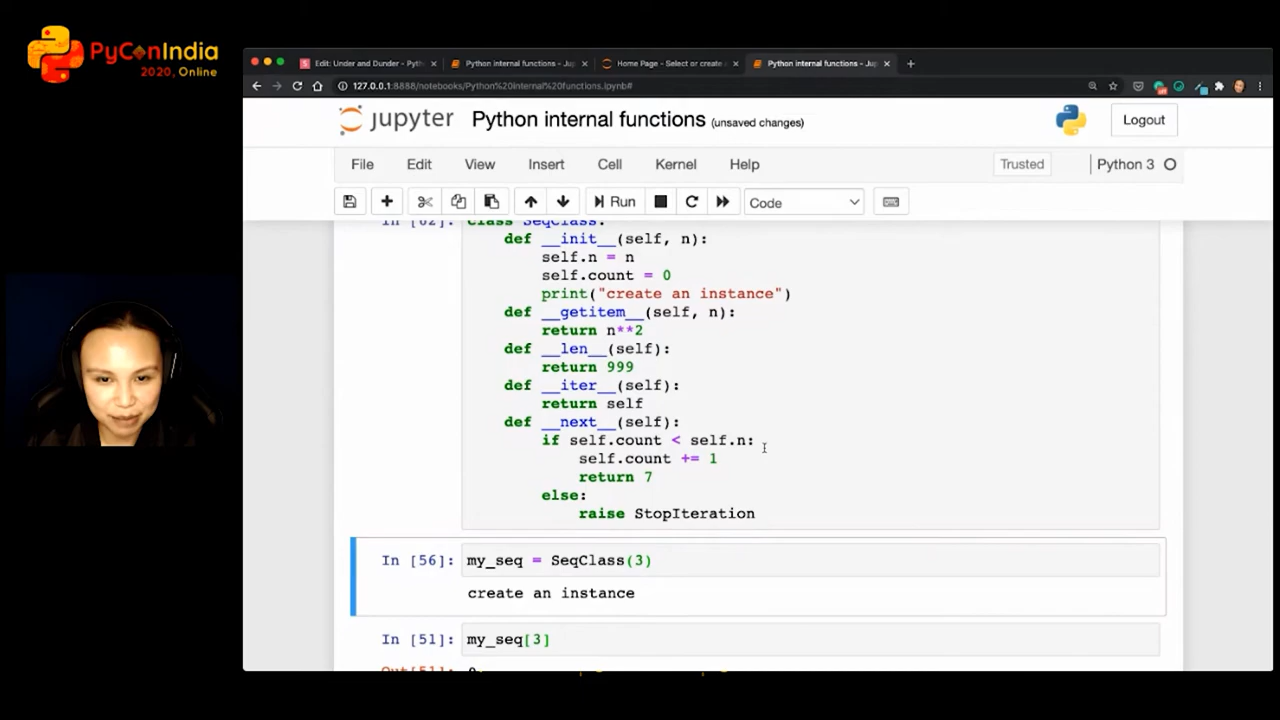 PyConIndia
2020, Online
Edit: Under and Dunder - Pyth
Python internal functions - Jup
Home Page - Select or create
Python internal functions - Jup
127.0.0.1:8888/notebooks/Python%20internal%20functions.ipynb#
jupyter Python internal functions (unsaved changes)
Logout
File Edit View Insert Cell Kernel Help
Trusted
Python 3
Run
Code
In [62]: class SeqClass:
def __init__(self, n):
self.n = n
self.count = 0
print("create an instance")
def __getitem__(self, n):
return n**2
def __len__(self):
return 999
def __iter__(self):
return self
def __next__(self):
if self.count < self.n:
self.count += 1
return 7
else:
raise StopIteration
In [56]: my_seq = SeqClass(3)
create an instance
In [51]: my_seq[3]
Out[51]: